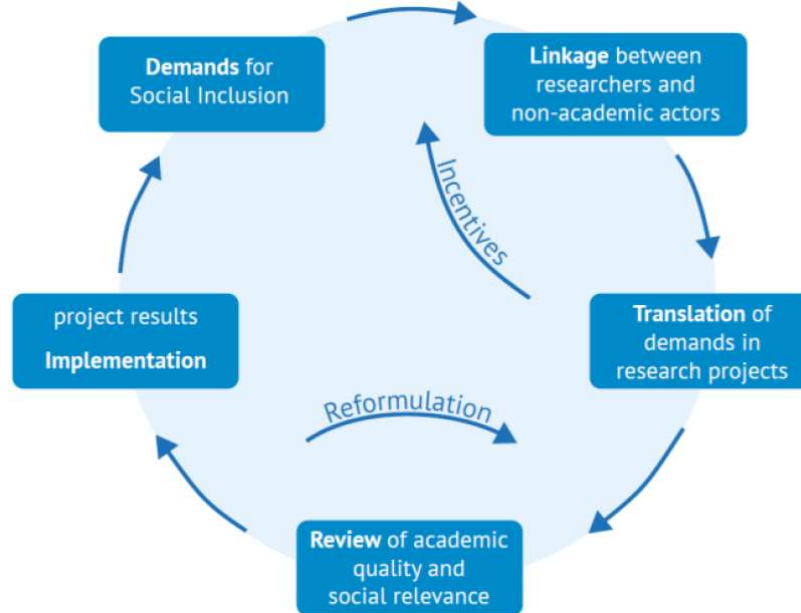 Demands for
Social Inclusion
Linkage between
researchers and
non-academic actors
Incentives
project results
Implementation
Translation of
demands in
research projects
Reformulation
Review of academic
quality and
social relevance